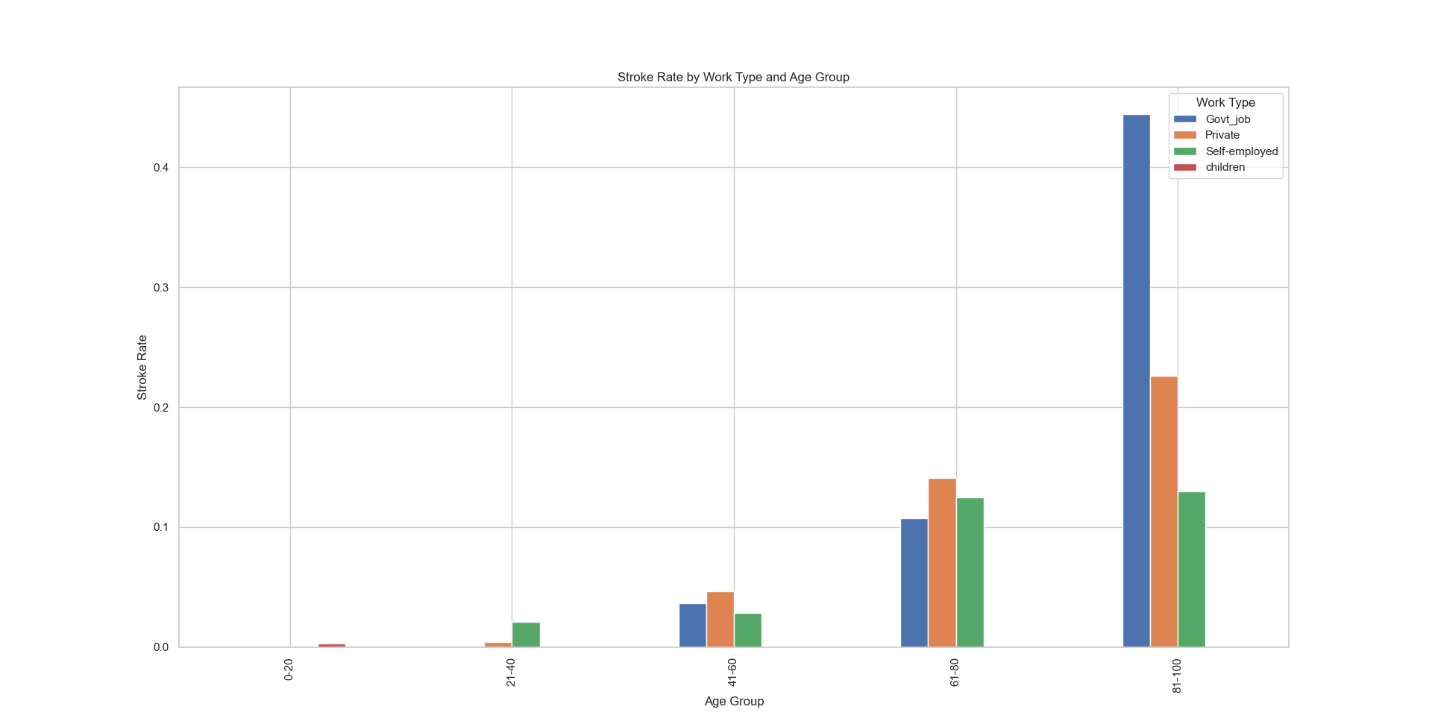 Stroke Rate by Work Type and Age Group
Work Type
Govt_job
Private
Self-employed
children
Stroke Rate
0.4
0.3
0.2
0.1
0.0
0-20
21-40
41-60
61-80
81-100
Age Group